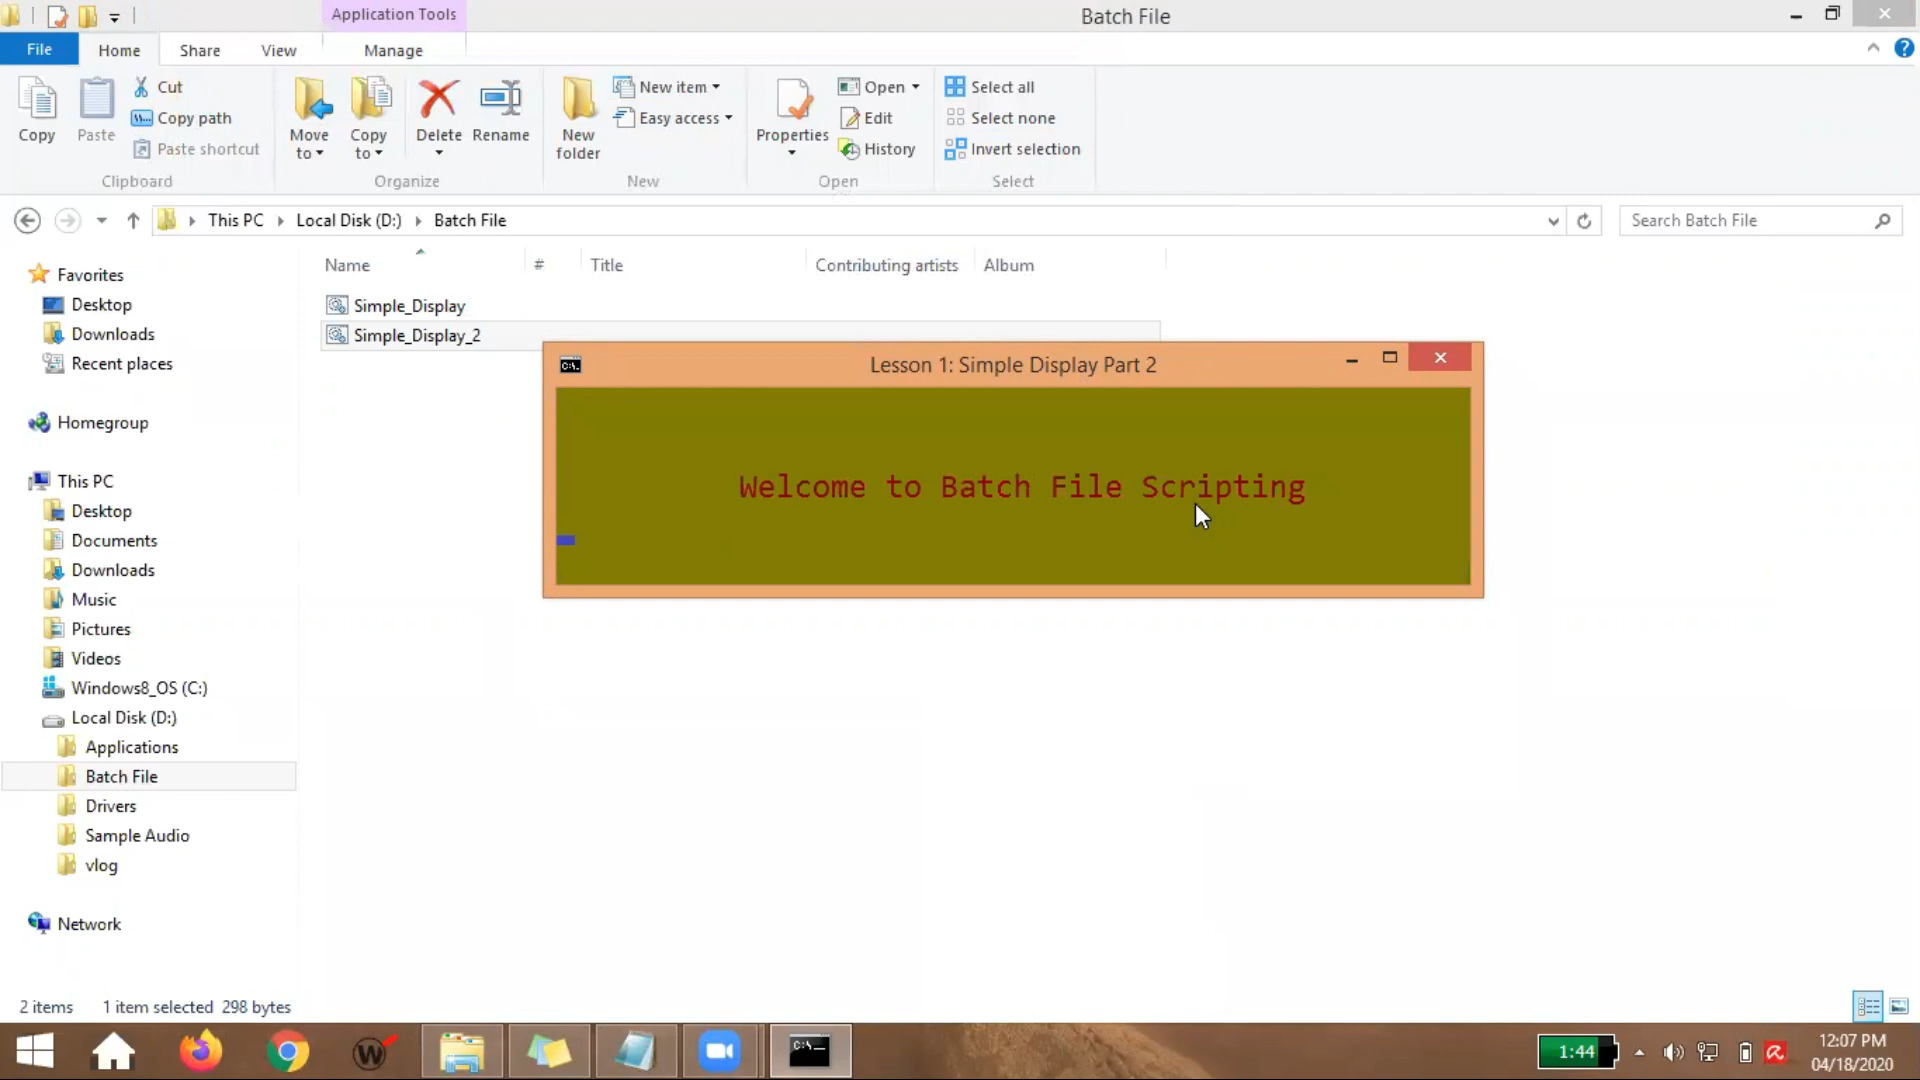 Application Tools
Batch File
File Home Share View Manage
Copy
Paste
Cut
Copy path
Paste shortcut
Clipboard
Move to
Copy to
Delete
Rename
Organize
New folder
New item
Easy access
New
Properties
Open
Edit
History
Open
Select all
Select none
Invert selection
Select
This PC Local Disk (D:) Batch File
Search Batch File
Favorites
Desktop
Downloads
Recent places
Homegroup
This PC
Desktop
Documents
Downloads
Music
Pictures
Videos
Windows8_OS (C:)
Local Disk (D:)
Applications
Batch File
Drivers
Sample Audio
vlog
Network
Name # Title Contributing artists Album
Simple_Display
Simple_Display_2
C:\.
Lesson 1: Simple Display Part 2
Welcome to Batch File Scripting
2 items 1 item selected 298 bytes
W
C:\_
1:44
12:07 PM
04/18/2020